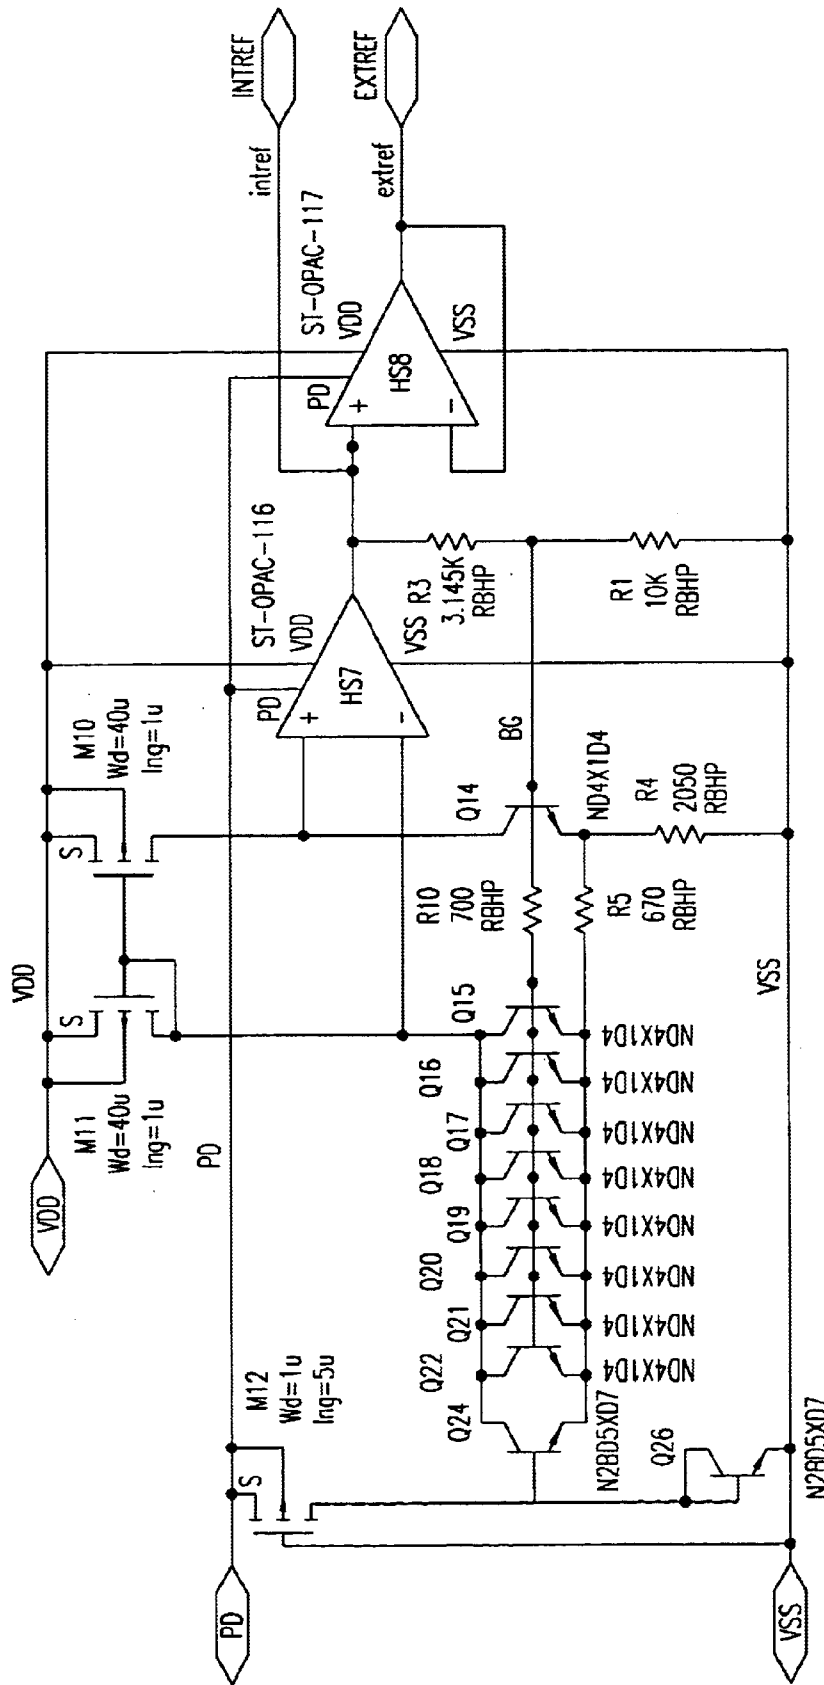 VDD
VDD
M11
Wd=40u
lng=1u
S
S
M10
Wd=40u
lng=1u
PD
PD
M12
Wd=1u
lng=5u
S
Q24
Q22
Q21
Q20
Q19
Q18
Q17
Q16
Q15
Q14
N2BD5XD7
ND4X1D4
ND4X1D4
ND4X1D4
ND4X1D4
ND4X1D4
ND4X1D4
ND4X1D4
ND4X1D4
ND4X1D4
R10
700
RBHP
R5
670
RBHP
R4
2050
RBHP
BG
ST-OPAC-116
VDD
PD
+
HS7
-
VSS
R3
3.145K
RBHP
R1
10K
RBHP
ST-OPAC-117
VDD
PD
+
HS8
-
VSS
intref
INTREF
extref
EXTREF
Q26
N2BD5XD7
VSS
VSS